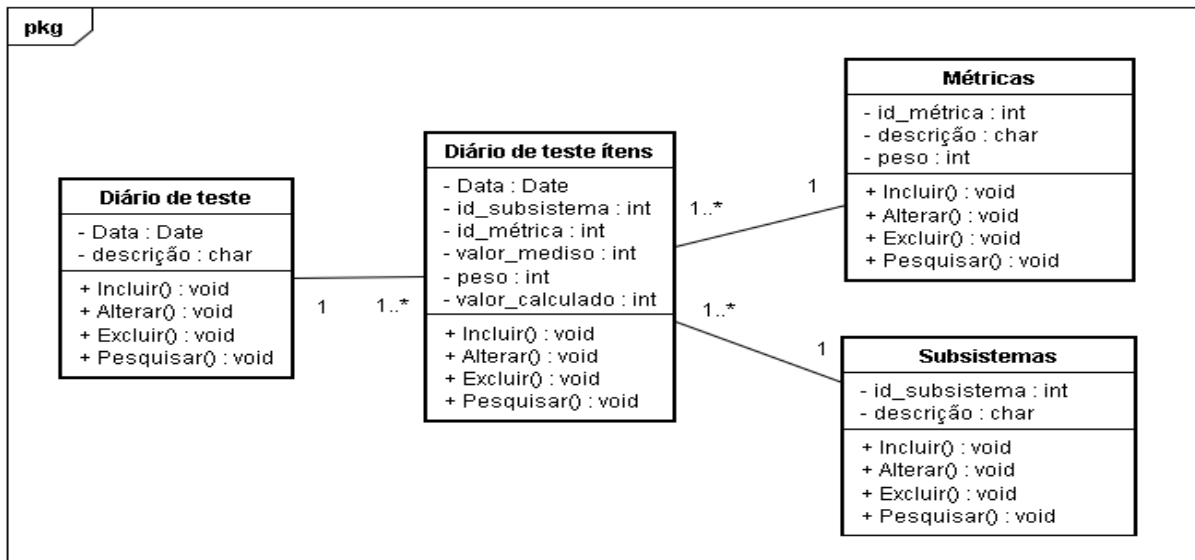 pkg
Diário de teste
- Data : Date
- descrição : char
+ Incluir() : void
+ Alterar() : void
+ Excluir() : void
+ Pesquisar() : void
1
1..*
Diário de teste ítens
- Data : Date
- id_subsistema : int
- id_métrica : int
- valor_mediso : int
- peso : int
- valor_calculado : int
+ Incluir() : void
+ Alterar() : void
+ Excluir() : void
+ Pesquisar() : void
1..*
1
1..*
1
Métricas
- id_métrica : int
- descrição : char
- peso : int
+ Incluir() : void
+ Alterar() : void
+ Excluir() : void
+ Pesquisar() : void
Subsistemas
- id_subsistema : int
- descrição : char
+ Incluir() : void
+ Alterar() : void
+ Excluir() : void
+ Pesquisar() : void